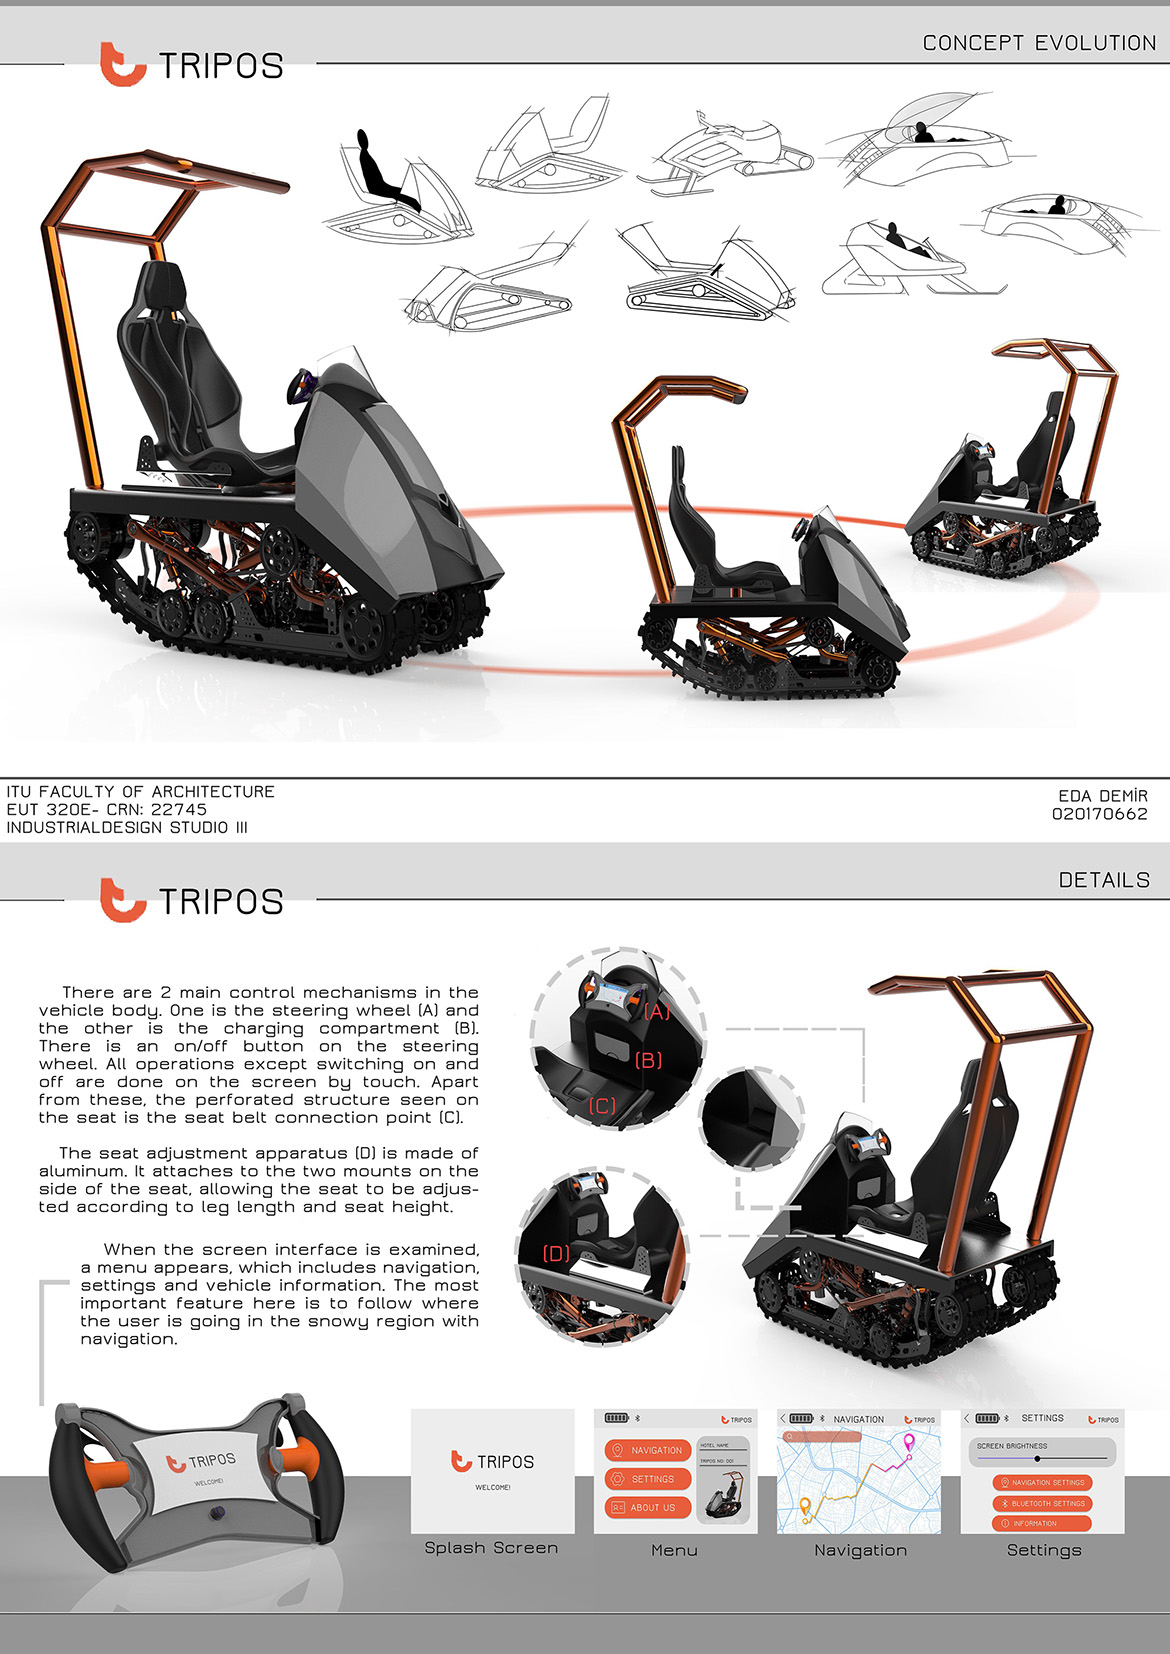 TRIPOS
CONCEPT EVOLUTION
ITU FACULTY OF ARCHITECTURE
EUT 320E- CRN: 22745
INDUSTRIALDESIGN STUDIO III
EDA DEMİR
020170662
TRIPOS
DETAILS
There are 2 main control mechanisms in the
vehicle body. One is the steering wheel (A) and
the other is the charging compartment (B).
There is an on/off button on the steering
wheel. All operations except switching on and
off are done on the screen by touch. Apart
from these, the perforated structure seen on
the seat is the seat belt connection point (C).
The seat adjustment apparatus (D) is made of
aluminum. It attaches to the two mounts on the
side of the seat, allowing the seat to be adjus-
ted according to leg length and seat height.
When the screen interface is examined,
a menu appears, which includes navigation,
settings and vehicle information. The most
important feature here is to follow where
the user is going in the snowy region with
navigation.
(A)
(B)
(C)
(D)
TRIPOS
WELCOME!
TRIPOS
WELCOME!
Splash Screen
TRIPOS
NAVIGATION
SETTINGS
ABOUT US
HOTEL NAME
TRIPOS NO: 001
Menu
NAVIGATION
TRIPOS
Navigation
SETTINGS
TRIPOS
SCREEN BRIGHTNESS
NAVIGATION SETTINGS
BLUETOOTH SETTINGS
INFORMATION
Settings